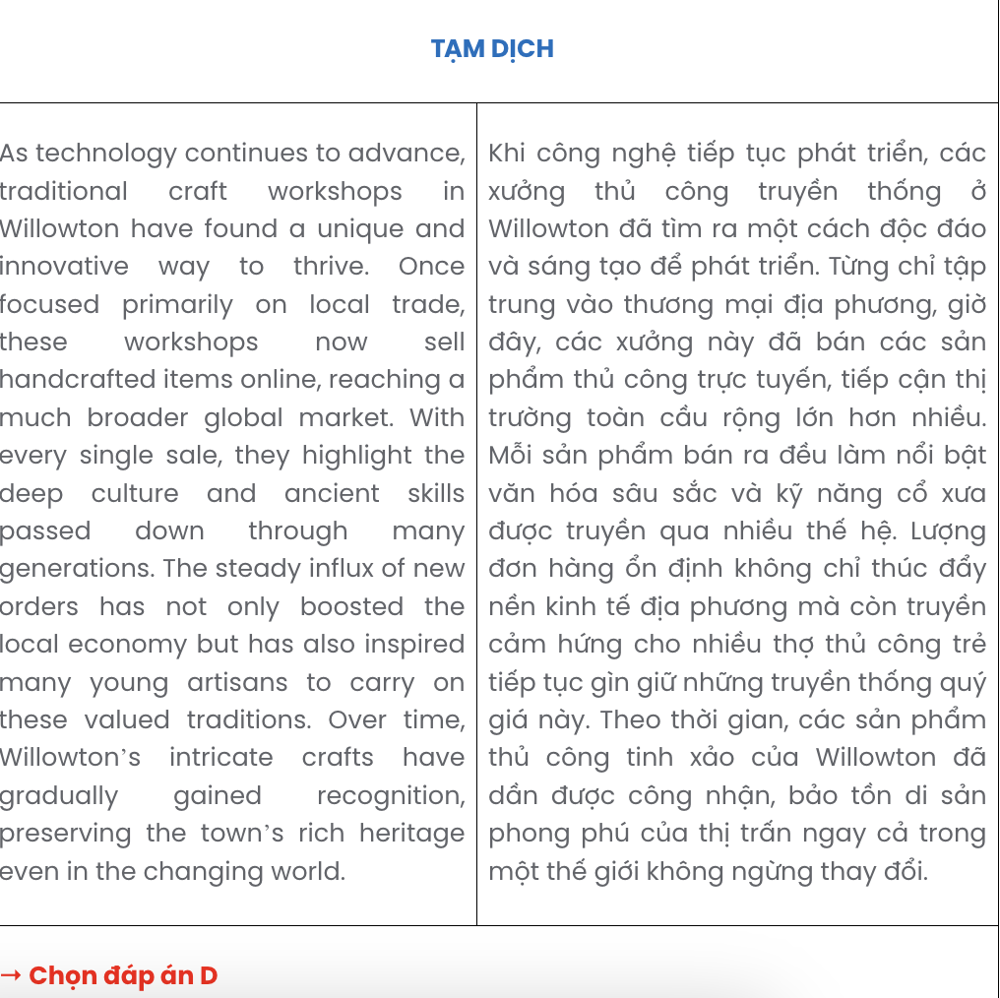 TẠM DỊCH
As technology continues to advance,
traditional craft workshops in
Willowton have found a unique and
innovative way to thrive. Once
focused primarily on local trade,
these workshops now sell
handcrafted items online, reaching a
much broader global market. With
every single sale, they highlight the
deep culture and ancient skills
passed down through many
generations. The steady influx of new
orders has not only boosted the
local economy but has also inspired
many young artisans to carry on
these valued traditions. Over time,
Willowton’s intricate crafts have
gradually gained recognition,
preserving the town’s rich heritage
even in the changing world.
Khi công nghệ tiếp tục phát triển, các
xưởng thủ công truyền thống ở
Willowton đã tìm ra một cách độc đáo
và sáng tạo để phát triển. Từng chỉ tập
trung vào thương mại địa phương, giờ
đây, các xưởng này đã bán các sản
phẩm thủ công trực tuyến, tiếp cận thị
trường toàn cầu rộng lớn hơn nhiều.
Mỗi sản phẩm bán ra đều làm nổi bật
văn hóa sâu sắc và kỹ năng cổ xưa
được truyền qua nhiều thế hệ. Lượng
đơn hàng ổn định không chỉ thúc đẩy
nền kinh tế địa phương mà còn truyền
cảm hứng cho nhiều thợ thủ công trẻ
tiếp tục gìn giữ những truyền thống quý
giá này. Theo thời gian, các sản phẩm
thủ công tinh xảo của Willowton đã
dần được công nhận, bảo tồn di sản
phong phú của thị trấn ngay cả trong
một thế giới không ngừng thay đổi.
→ Chọn đáp án D